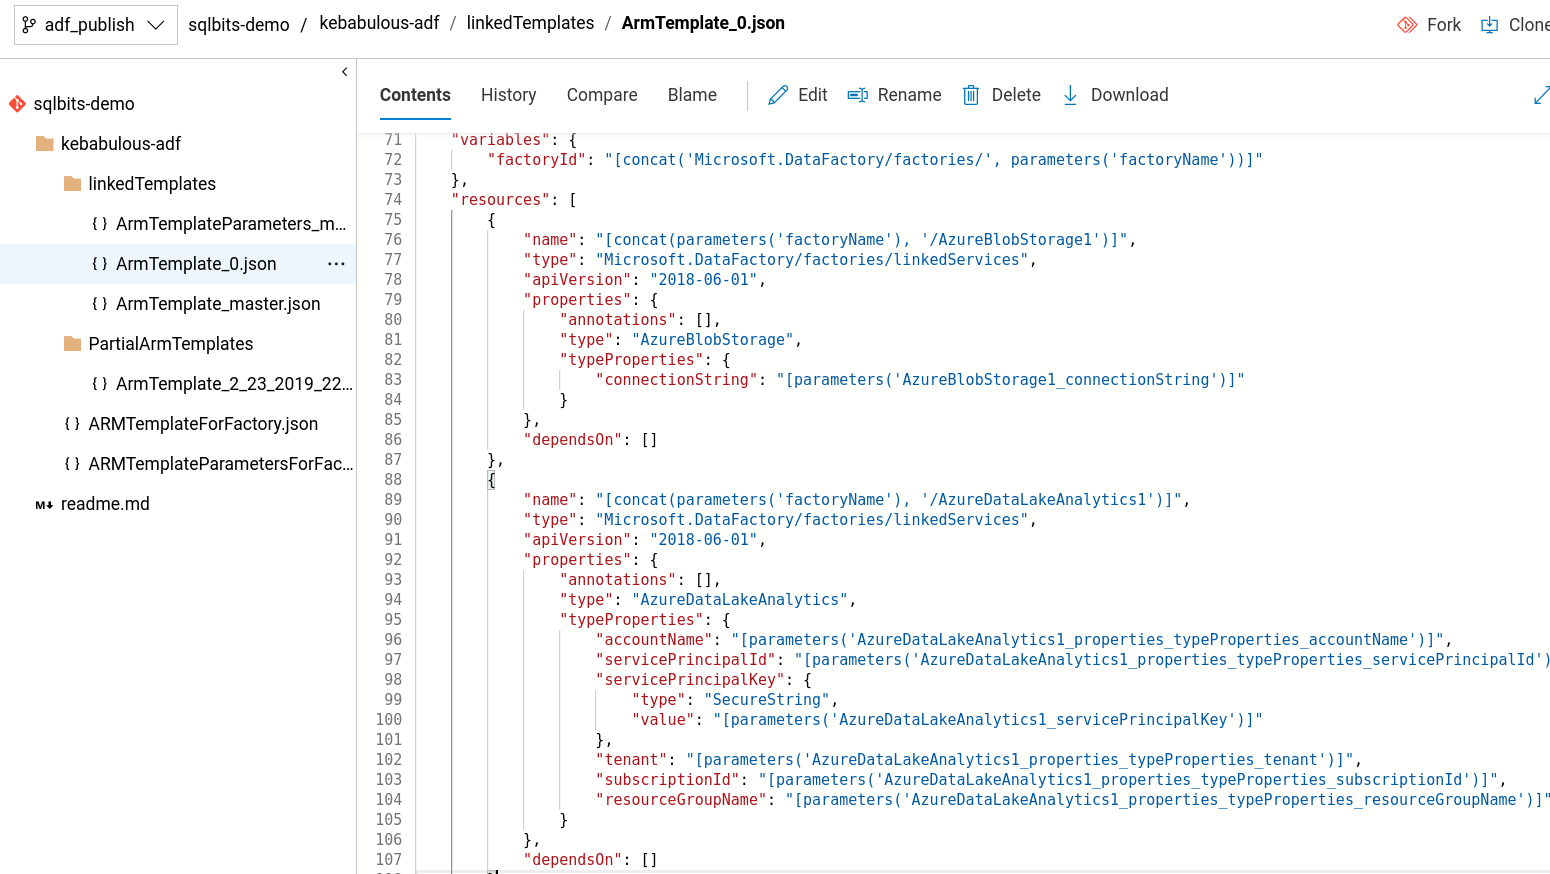 adf_publish
sqlbits-demo / kebabulous-adf / linkedTemplates / ArmTemplate_0.json
Fork
Clone
sqlbits-demo
kebabulous-adf
linkedTemplates
{ } ArmTemplateParameters_m...
{ } ArmTemplate_0.json ...
{ } ArmTemplate_master.json
PartialArmTemplates
{ } ArmTemplate_2_23_2019_22...
{ } ARMTemplateForFactory.json
{ } ARMTemplateParametersForFac...
M↓ readme.md
Contents History Compare Blame Edit Rename Delete Download
71 "variables": {
72 "factoryId": "[concat('Microsoft.DataFactory/factories/', parameters('factoryName'))]"
73 },
74 "resources": [
75 {
76 "name": "[concat(parameters('factoryName'), '/AzureBlobStorage1')]",
77 "type": "Microsoft.DataFactory/factories/linkedServices",
78 "apiVersion": "2018-06-01",
79 "properties": {
80 "annotations": [],
81 "type": "AzureBlobStorage",
82 "typeProperties": {
83 "connectionString": "[parameters('AzureBlobStorage1_connectionString')]"
84 }
85 },
86 "dependsOn": []
87 },
88 {
89 "name": "[concat(parameters('factoryName'), '/AzureDataLakeAnalytics1')]",
90 "type": "Microsoft.DataFactory/factories/linkedServices",
91 "apiVersion": "2018-06-01",
92 "properties": {
93 "annotations": [],
94 "type": "AzureDataLakeAnalytics",
95 "typeProperties": {
96 "accountName": "[parameters('AzureDataLakeAnalytics1_properties_typeProperties_accountName')]",
97 "servicePrincipalId": "[parameters('AzureDataLakeAnalytics1_properties_typeProperties_servicePrincipalId')
98 "servicePrincipalKey": {
99 "type": "SecureString",
100 "value": "[parameters('AzureDataLakeAnalytics1_servicePrincipalKey')]"
101 },
102 "tenant": "[parameters('AzureDataLakeAnalytics1_properties_typeProperties_tenant')]",
103 "subscriptionId": "[parameters('AzureDataLakeAnalytics1_properties_typeProperties_subscriptionId')]",
104 "resourceGroupName": "[parameters('AzureDataLakeAnalytics1_properties_typeProperties_resourceGroupName')]"
105 }
106 },
107 "dependsOn": []